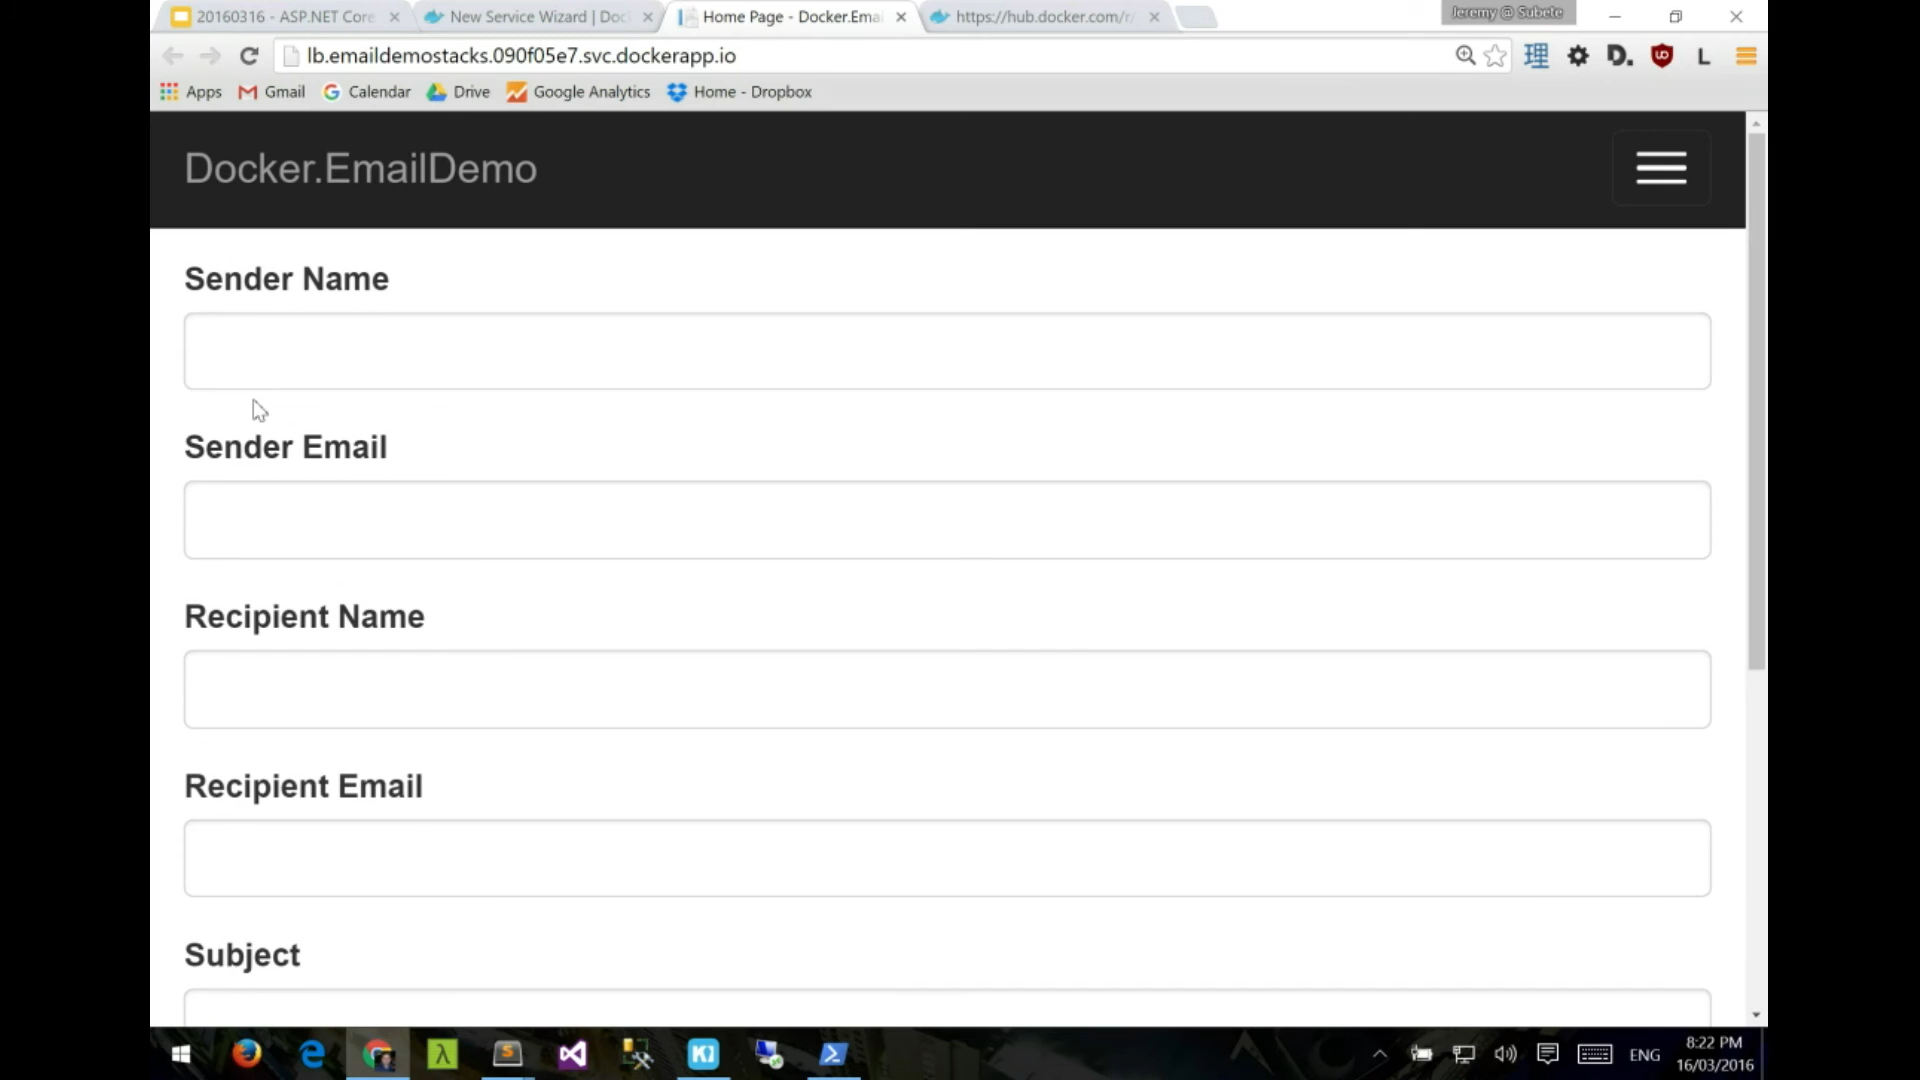 20160316 - ASP.NET Core
New Service Wizard | Doc
Home Page - Docker.Emai
https://hub.docker.com/r/
Jeremy @ Subete
lb.emaildemostacks.090f05e7.svc.dockerapp.io
Apps
Gmail
Calendar
Drive
Google Analytics
Home - Dropbox
Docker.EmailDemo
Sender Name
Sender Email
Recipient Name
Recipient Email
Subject
ENG
8:22 PM
16/03/2016